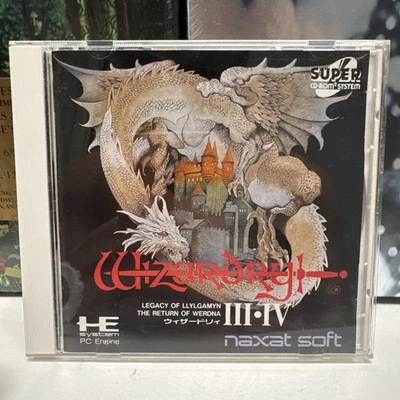 SUPER
CD-ROM² SYSTEM
Wizardry
LEGACY OF LLYLGAMYN
THE RETURN OF WERDNA III・IV
ウィザードリィ
HE
system
PC Engine
naxat soft